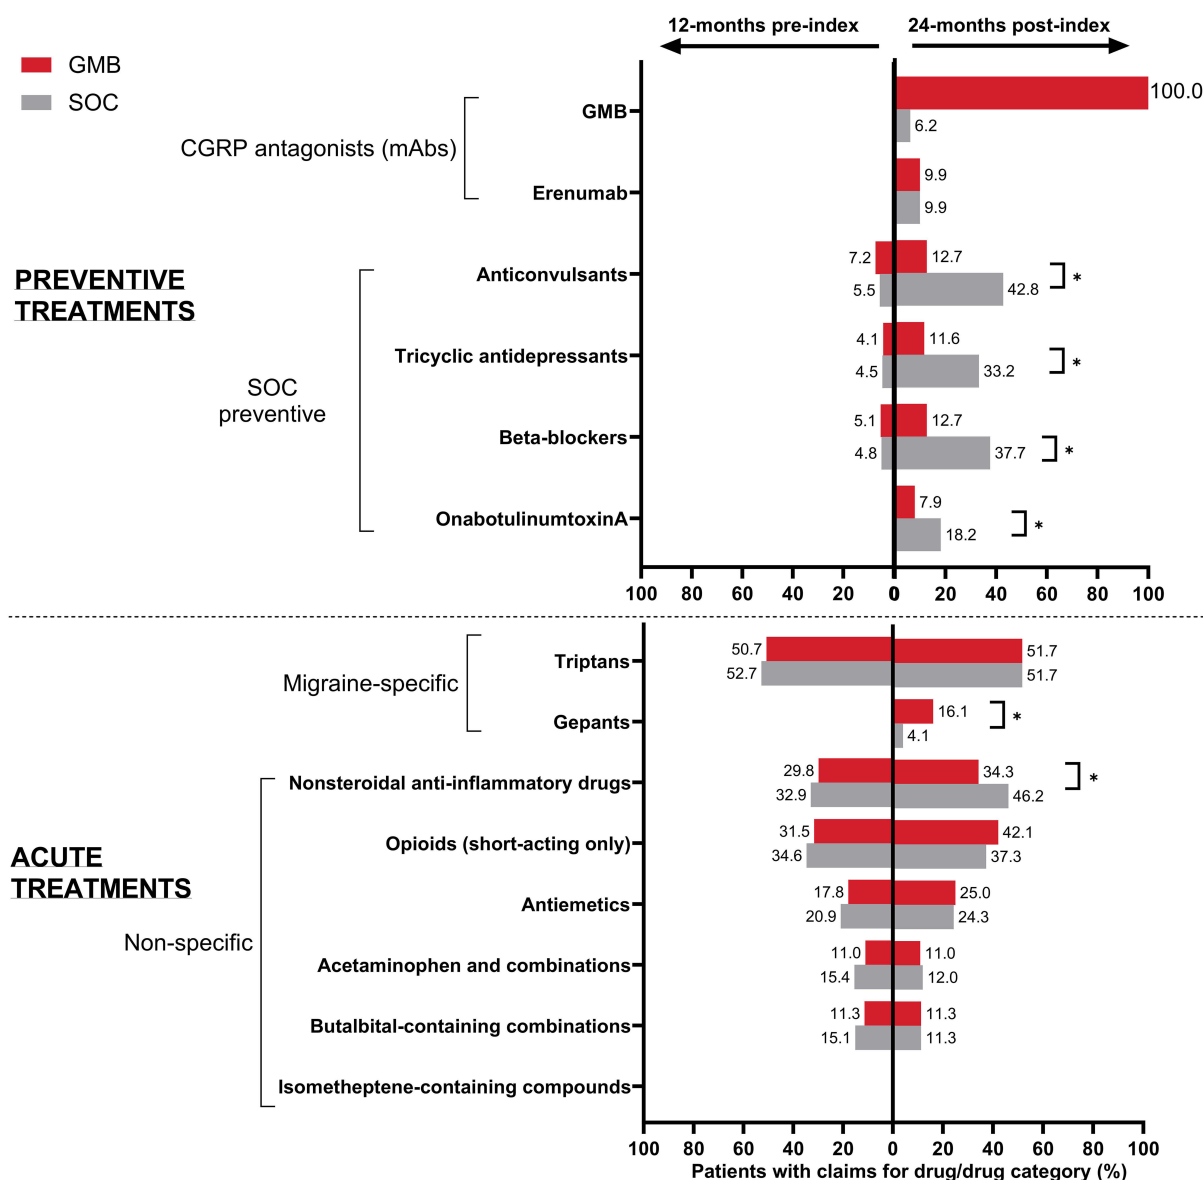 12-months pre-index
24-months post-index
GMB
SOC
CGRP antagonists (mAbs)
GMB
100.0
6.2
Erenumab
9.9
9.9
PREVENTIVE
TREATMENTS
SOC
preventive
Anticonvulsants
7.2
12.7
5.5
42.8
*
Tricyclic antidepressants
4.1
11.6
4.5
33.2
*
Beta-blockers
5.1
12.7
4.8
37.7
*
OnabotulinumtoxinA
7.9
18.2
*
100 80 60 40 20 0 20 40 60 80 100
Migraine-specific
Triptans
50.7
51.7
52.7
51.7
Gepants
16.1
4.1
*
ACUTE
TREATMENTS
Non-specific
Nonsteroidal anti-inflammatory drugs
29.8
34.3
32.9
46.2
*
Opioids (short-acting only)
31.5
42.1
34.6
37.3
Antiemetics
17.8
25.0
20.9
24.3
Acetaminophen and combinations
11.0
11.0
15.4
12.0
Butalbital-containing combinations
11.3
11.3
15.1
11.3
Isometheptene-containing compounds
100 80 60 40 20 0 20 40 60 80 100
Patients with claims for drug/drug category (%)